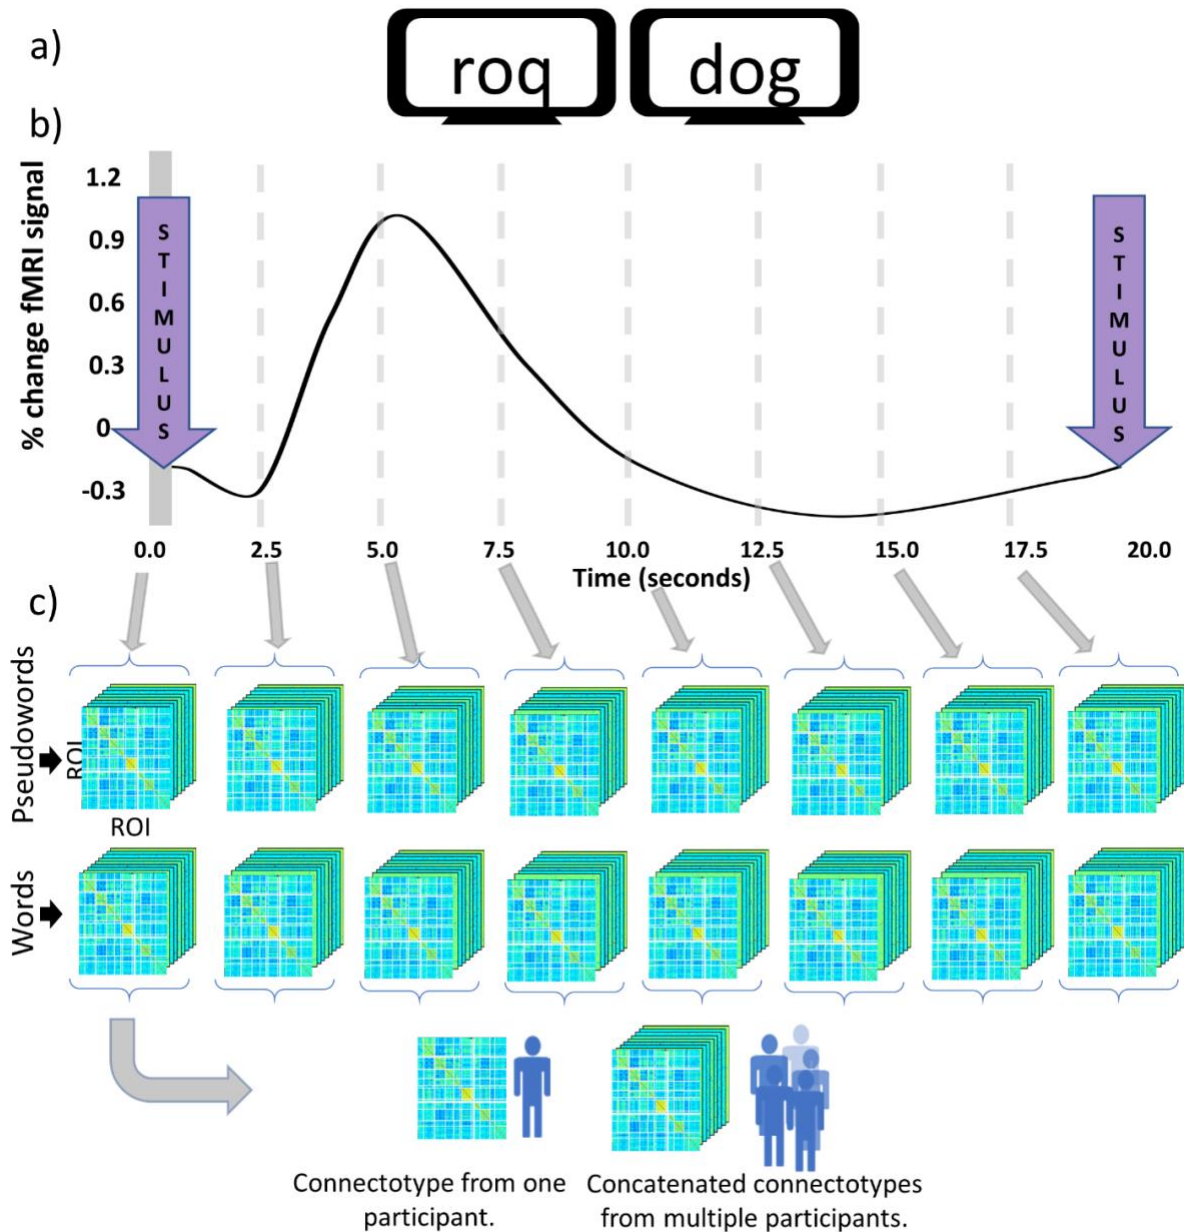 a)
roq
dog
b)
% change fMRI signal
1.2
0.9
0.6
0.3
0
-0.3
STIMULUS
STIMULUS
0.0 2.5 5.0 7.5 10.0 12.5 15.0 17.5 20.0
Time (seconds)
c)
Pseudowords
ROI
ROI
Words
Connectotype from one
participant.
Concatenated connectotypes
from multiple participants.